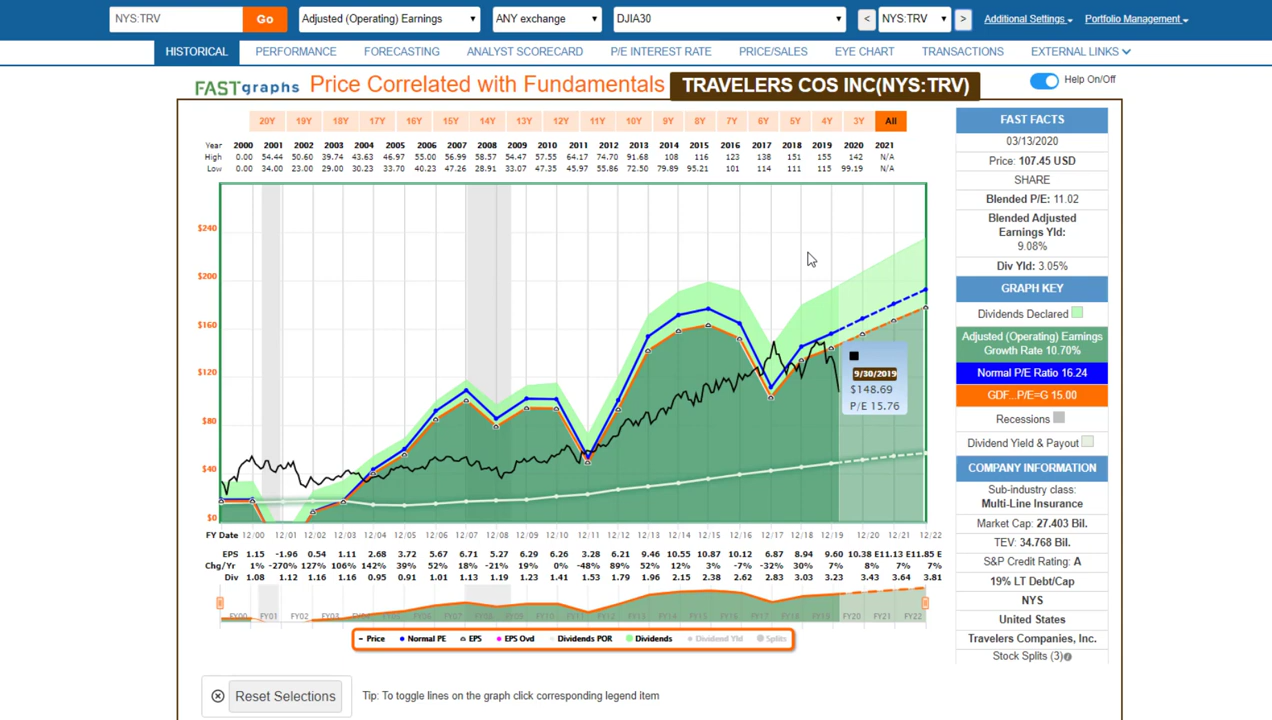 NYS:TRV Go Adjusted (Operating) Earnings ANY exchange DJIA30 < NYS:TRV > Additional Settings Portfolio Management
HISTORICAL PERFORMANCE FORECASTING ANALYST SCORECARD P/E INTEREST RATE PRICE/SALES EYE CHART TRANSACTIONS EXTERNAL LINKS
FASTgraphs Price Correlated with Fundamentals TRAVELERS COS INC(NYS:TRV)
Help On/Off
20Y 19Y 18Y 17Y 16Y 15Y 14Y 13Y 12Y 11Y 10Y 9Y 8Y 7Y 6Y 5Y 4Y 3Y All
Year 2000 2001 2002 2003 2004 2005 2006 2007 2008 2009 2010 2011 2012 2013 2014 2015 2016 2017 2018 2019 2020 2021
High 0.00 54.44 50.60 39.74 43.63 46.97 55.00 56.99 58.57 54.47 57.55 64.17 74.70 91.68 108 116 123 138 151 155 142 N/A
Low 0.00 34.00 23.00 29.00 30.23 33.70 40.23 47.26 28.91 33.07 47.35 45.97 55.86 72.50 79.89 95.21 101 114 111 115 99.19 N/A
$240
$200
$160
$120
$80
$40
$0
9/30/2019
$148.69
P/E 15.76
FY Date 12/00 12/01 12/02 12/03 12/04 12/05 12/06 12/07 12/08 12/09 12/10 12/11 12/12 12/13 12/14 12/15 12/16 12/17 12/18 12/19 12/20 12/21 12/22
EPS 1.15 -1.96 0.54 1.11 2.68 3.72 5.67 6.71 5.27 6.29 6.26 3.28 6.21 9.46 10.55 10.87 10.12 6.87 8.94 9.60 10.38 E11.13 E11.85 E
Chg/Yr 1% -270% 127% 106% 142% 39% 52% 18% -21% 19% 0% -48% 89% 52% 12% 3% -7% -32% 30% 7% 8% 7% 7%
Div 1.08 1.12 1.16 1.16 0.95 0.91 1.01 1.13 1.19 1.23 1.41 1.53 1.79 1.96 2.15 2.38 2.62 2.83 3.03 3.23 3.43 3.64 3.81
FY00 FY01 FY02 FY03 FY04 FY05 FY06 FY07 FY08 FY09 FY10 FY11 FY12 FY13 FY14 FY15 FY16 FY17 FY18 FY19 FY20 FY21 FY22
Price Normal PE EPS EPS Ovd Dividends POR Dividends Dividend Yld Splits
Reset Selections Tip: To toggle lines on the graph click corresponding legend item
FAST FACTS
03/13/2020
Price: 107.45 USD
SHARE
Blended P/E: 11.02
Blended Adjusted
Earnings Yld:
9.08%
Div Yld: 3.05%
GRAPH KEY
Dividends Declared
Adjusted (Operating) Earnings
Growth Rate 10.70%
Normal P/E Ratio 16.24
GDF...P/E=G 15.00
Recessions
Dividend Yield & Payout
COMPANY INFORMATION
Sub-industry class:
Multi-Line Insurance
Market Cap: 27.403 Bil.
TEV: 34.768 Bil.
S&P Credit Rating: A
19% LT Debt/Cap
NYS
United States
Travelers Companies, Inc.
Stock Splits (3)